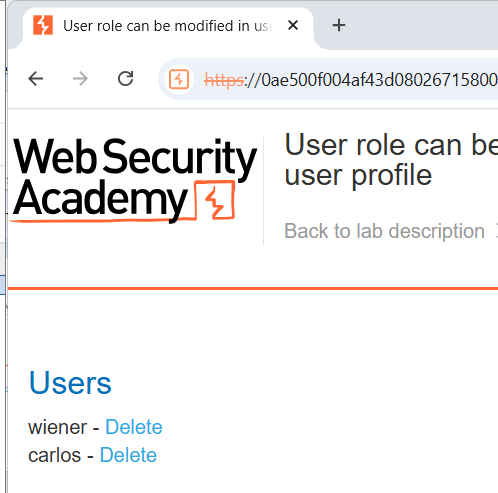 User role can be modified in us
https://0ae500f004af43d08026715800
Web Security
Academy
User role can be
user profile
Back to lab description
Users
wiener - Delete
carlos - Delete